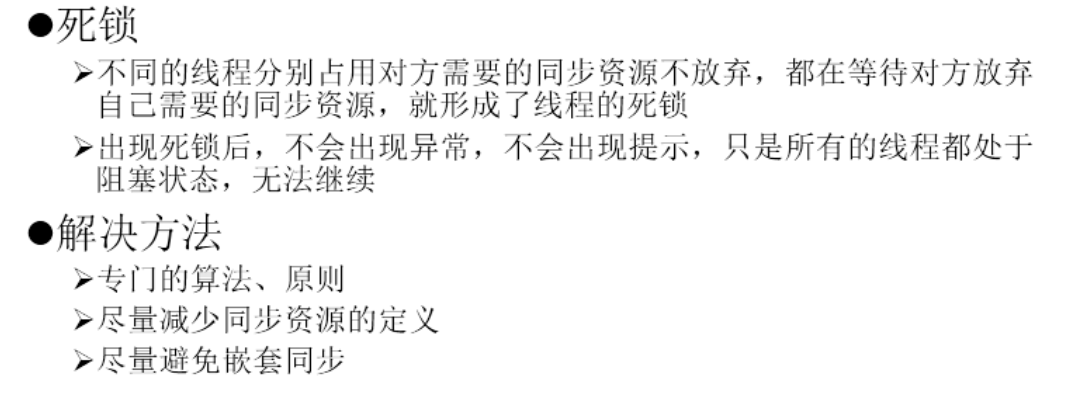 ●死锁
➢不同的线程分别占用对方需要的同步资源不放弃，都在等待对方放弃
自己需要的同步资源，就形成了线程的死锁
➢出现死锁后，不会出现异常，不会出现提示，只是所有的线程都处于
阻塞状态，无法继续
●解决方法
➢专门的算法、原则
➢尽量减少同步资源的定义
➢尽量避免嵌套同步